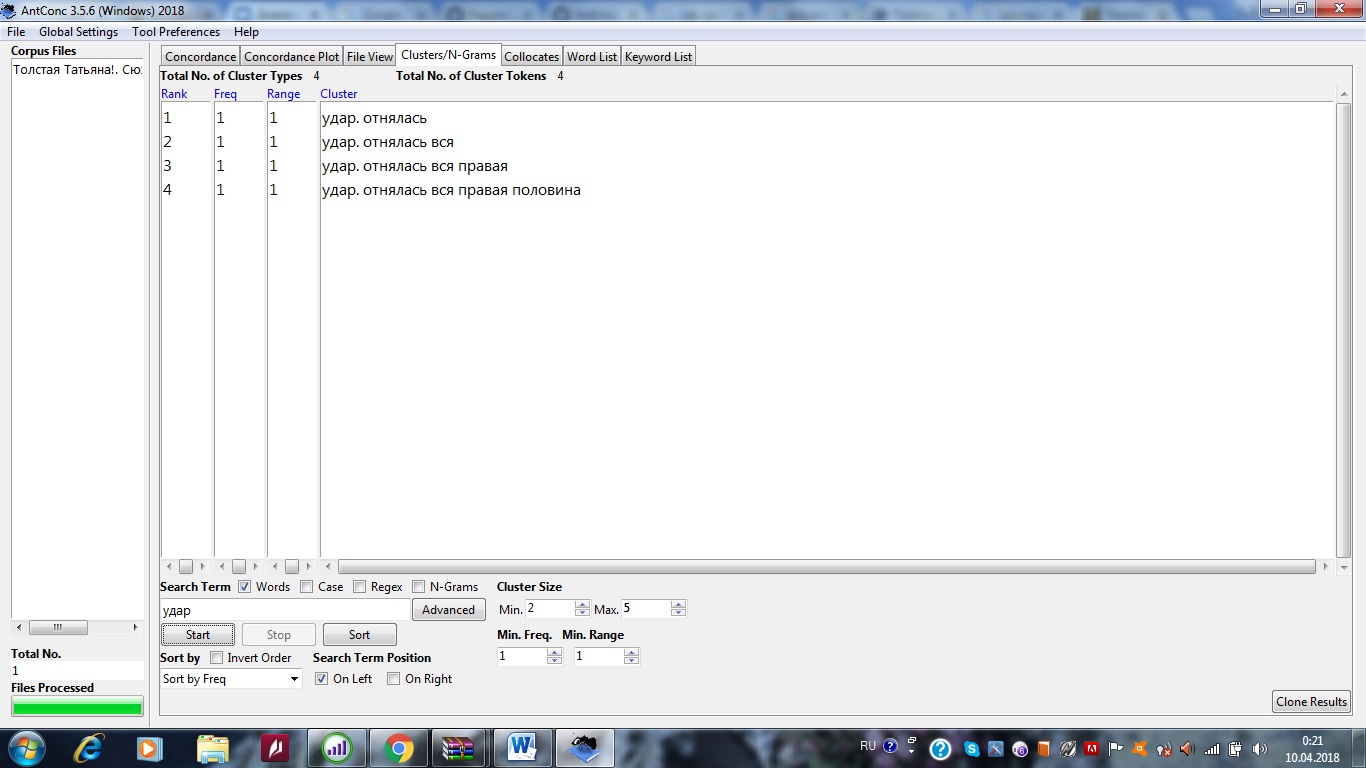 AntConc 3.5.6 (Windows) 2018
File Global Settings Tool Preferences Help
Corpus Files
Толстая Татьяна!. Сю
Concordance Concordance Plot File View Clusters/N-Grams Collocates Word List Keyword List
Total No. of Cluster Types 4 Total No. of Cluster Tokens 4
Rank Freq Range Cluster
1 1 1 удар. отнялась
2 1 1 удар. отнялась вся
3 1 1 удар. отнялась вся правая
4 1 1 удар. отнялась вся правая половина
Search Term Words Case Regex N-Grams Cluster Size
удар Advanced Min. 2 Max. 5
Start Stop Sort
Min. Freq. Min. Range
1 1
Sort by Invert Order Search Term Position
Sort by Freq On Left On Right
Total No.
1
Files Processed
Clone Results
RU 0:21
10.04.2018